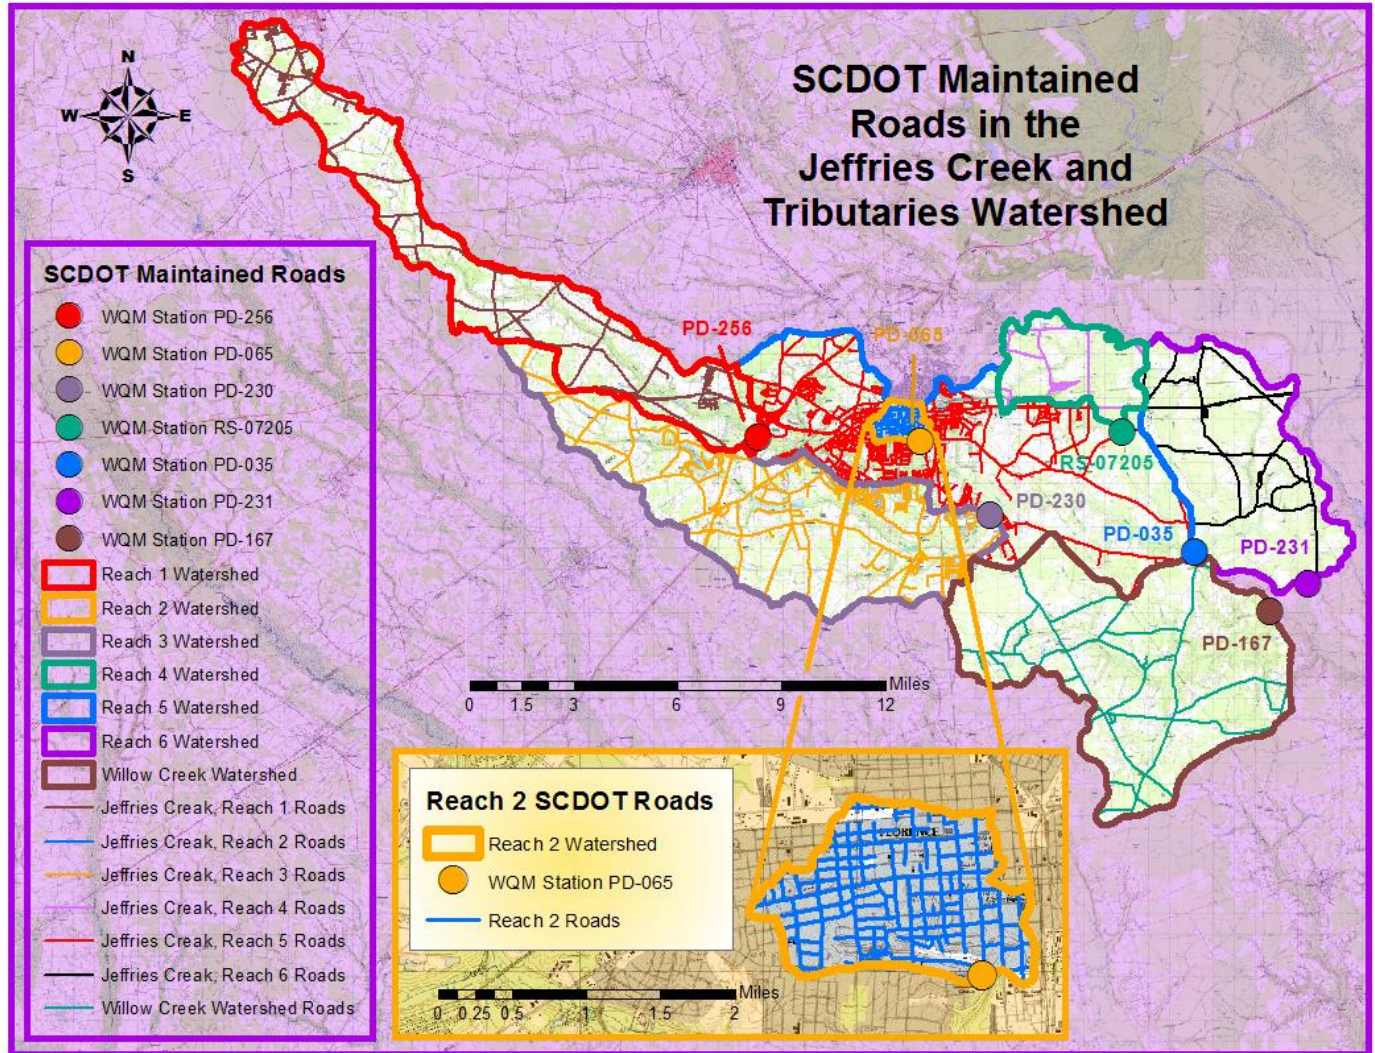 SCDOT Maintained
Roads in the
Jeffries Creek and
Tributaries Watershed
N
W
E
S
SCDOT Maintained Roads
WQM Station PD-256
WQM Station PD-065
WQM Station PD-230
WQM Station RS-07205
WQM Station PD-035
WQM Station PD-231
WQM Station PD-167
Reach 1 Watershed
Reach 2 Watershed
Reach 3 Watershed
Reach 4 Watershed
Reach 5 Watershed
Reach 6 Watershed
Willow Creek Watershed
Jeffries Creak, Reach 1 Roads
Jeffries Creak, Reach 2 Roads
Jeffries Creak, Reach 3 Roads
Jeffries Creak, Reach 4 Roads
Jeffries Creak, Reach 5 Roads
Jeffries Creak, Reach 6 Roads
Willow Creek Watershed Roads
PD-256
PD-065
RS-07205
PD-230
PD-035
PD-231
PD-167
Miles
0 1.5 3 6 9 12
Reach 2 SCDOT Roads
Reach 2 Watershed
WQM Station PD-065
Reach 2 Roads
FLORENCE
Miles
0 0.25 0.5 1 1.5 2